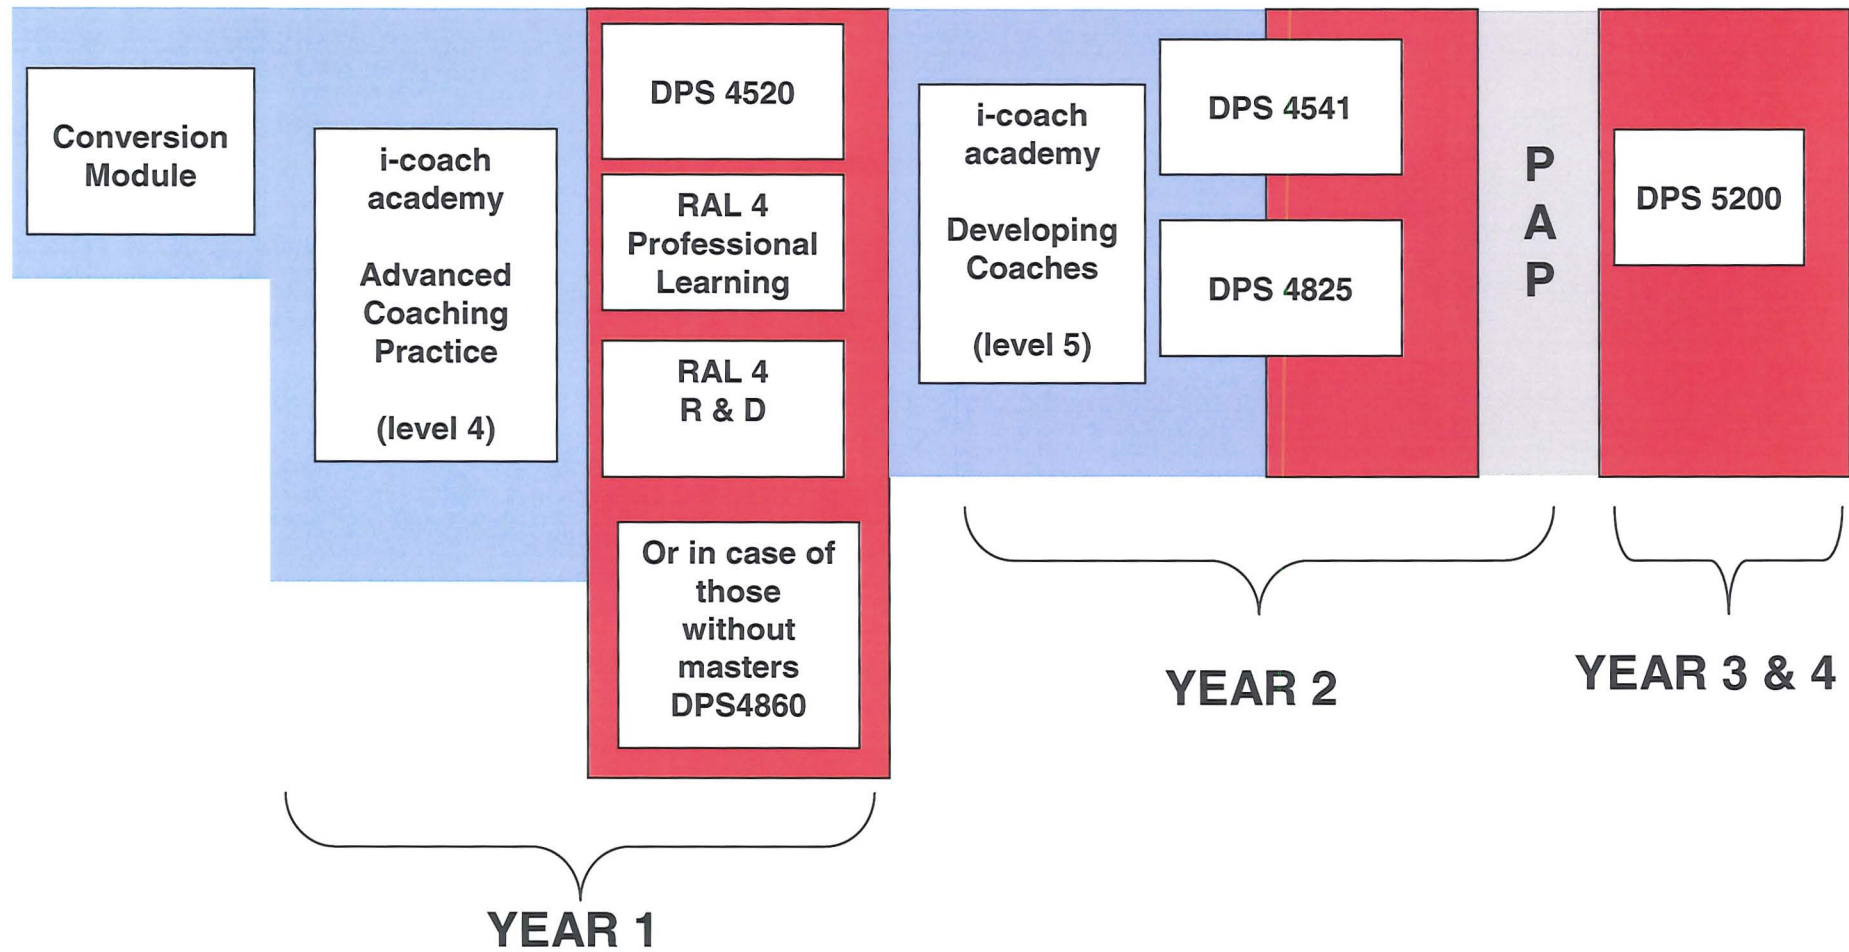 Conversion
Module
i-coach
academy
Advanced
Coaching
Practice
(level 4)
DPS 4520
RAL 4
Professional
Learning
RAL 4
R & D
Or in case of
those
without
masters
DPS4860
i-coach
academy
Developing
Coaches
(level 5)
DPS 4541
DPS 4825
P
A
P
DPS 5200
YEAR 1
YEAR 2
YEAR 3 & 4